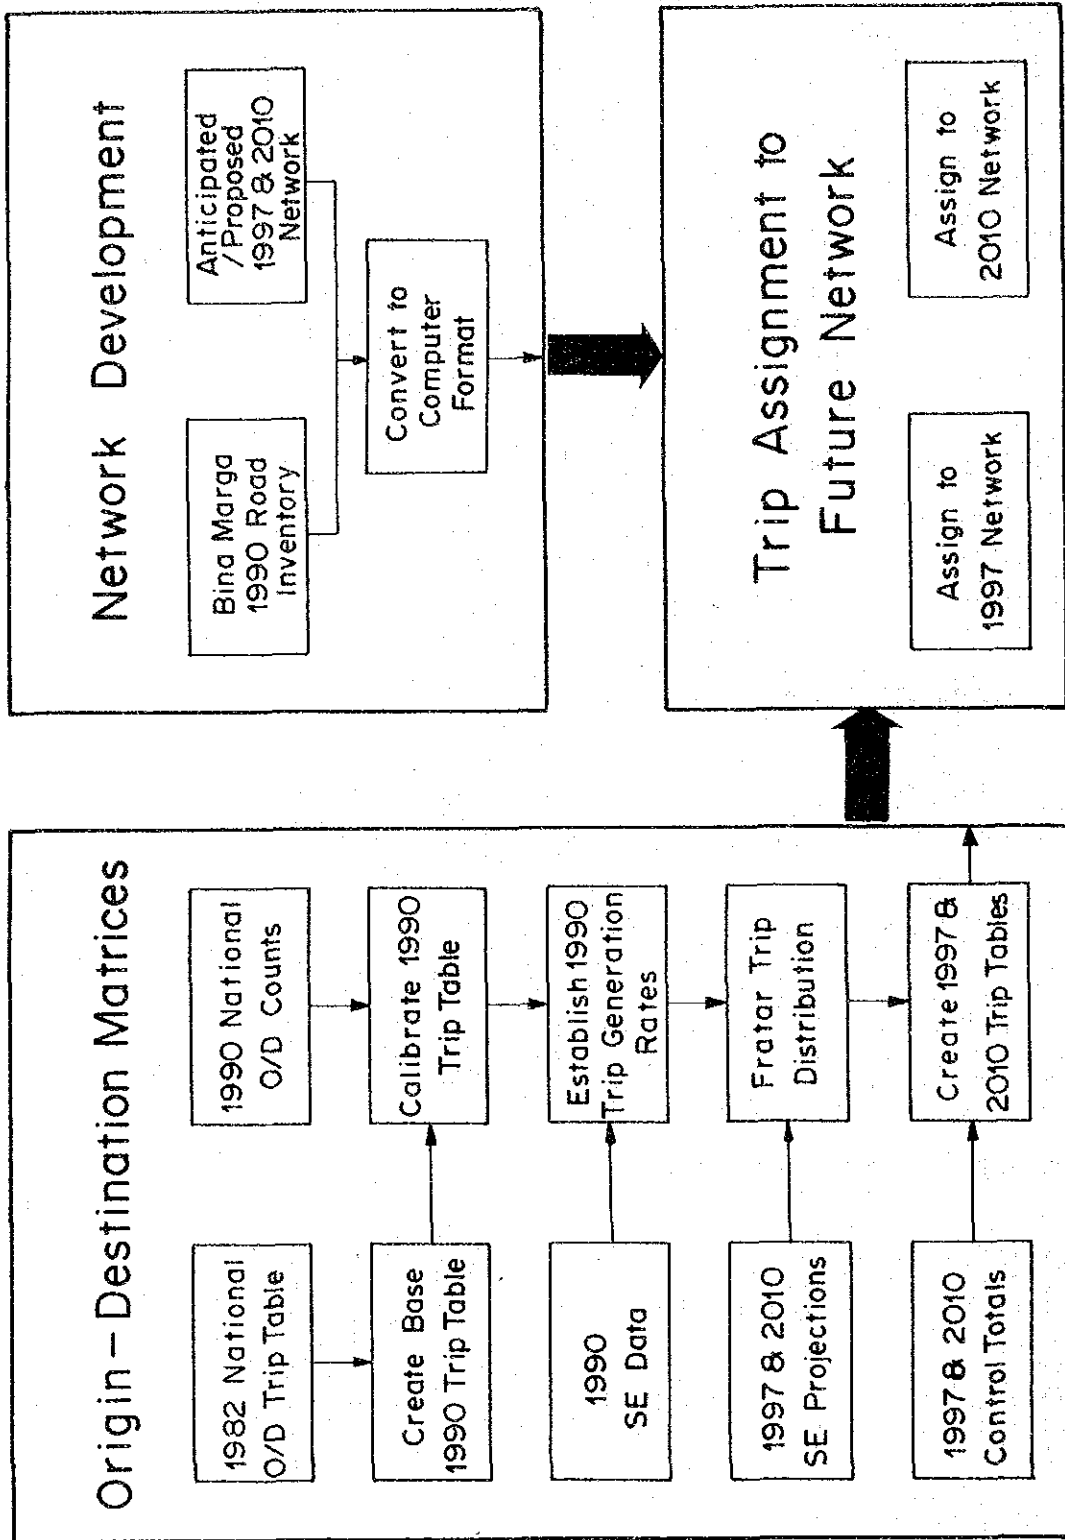 Origin-Destination Matrices
1982 National
O/D Trip Table
1990 National
O/D Counts
Create Base
1990 Trip Table
Calibrate 1990
Trip Table
1990
SE Data
Establish 1990
Trip Generation
Rates
1997 & 2010
SE Projections
Fratar Trip
Distribution
1997 & 2010
Control Totals
Create 1997 &
2010 Trip Tables
Network Development
Bina Marga
1990 Road
Inventory
Anticipated
/Proposed
1997 & 2010
Network
Convert to
Computer
Format
Trip Assignment to
Future Network
Assign to
1997 Network
Assign to
2010 Network